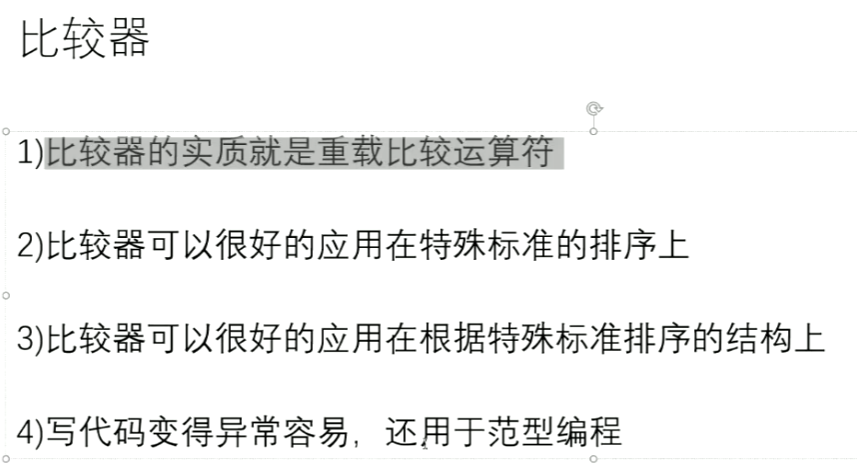 比较器
1)比较器的实质就是重载比较运算符
2)比较器可以很好的应用在特殊标准的排序上
3)比较器可以很好的应用在根据特殊标准排序的结构上
4)写代码变得异常容易，还用于范型编程